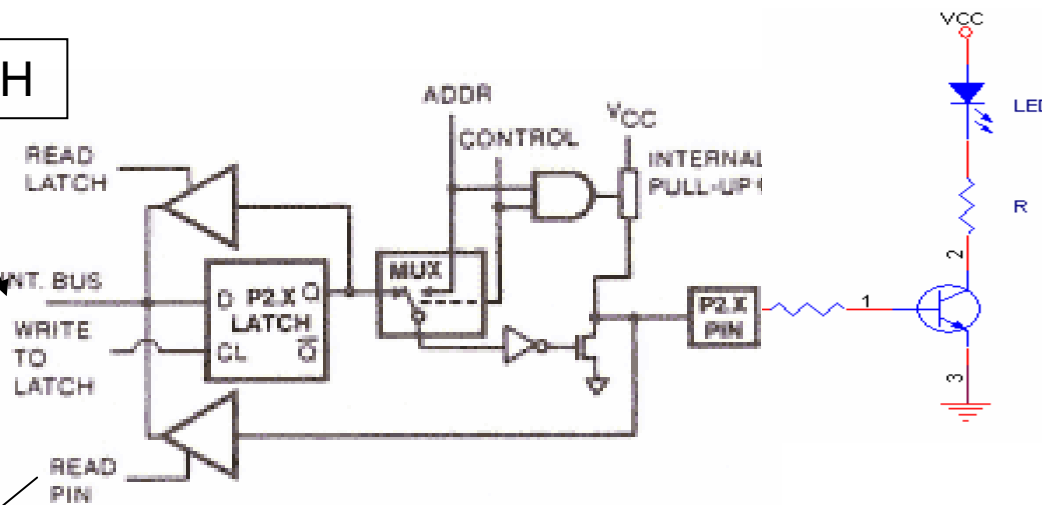 VCC
H
ADDR
VCC
LED
CONTROL
READ
LATCH
INTERNAL
PULL-UP
R
MUX
INT. BUS
D P2.X Q
LATCH
CL Q
2
P2.X
PIN
1
WRITE
TO
LATCH
3
READ
PIN